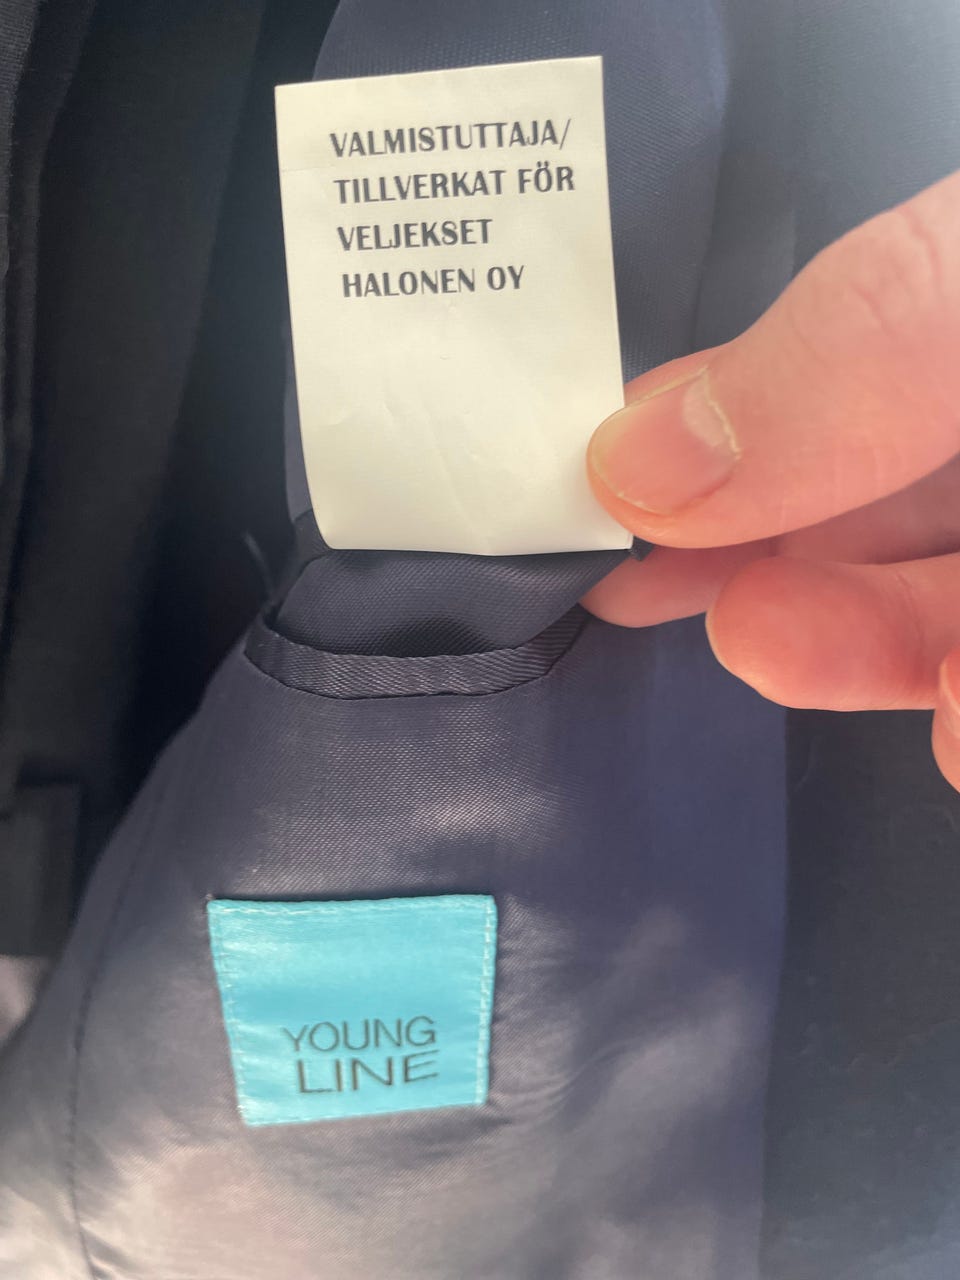 VALMISTUTTAJA/
TILLVERKAT FÖR
VELJEKSET
HALONEN OY
YOUNG
LINE